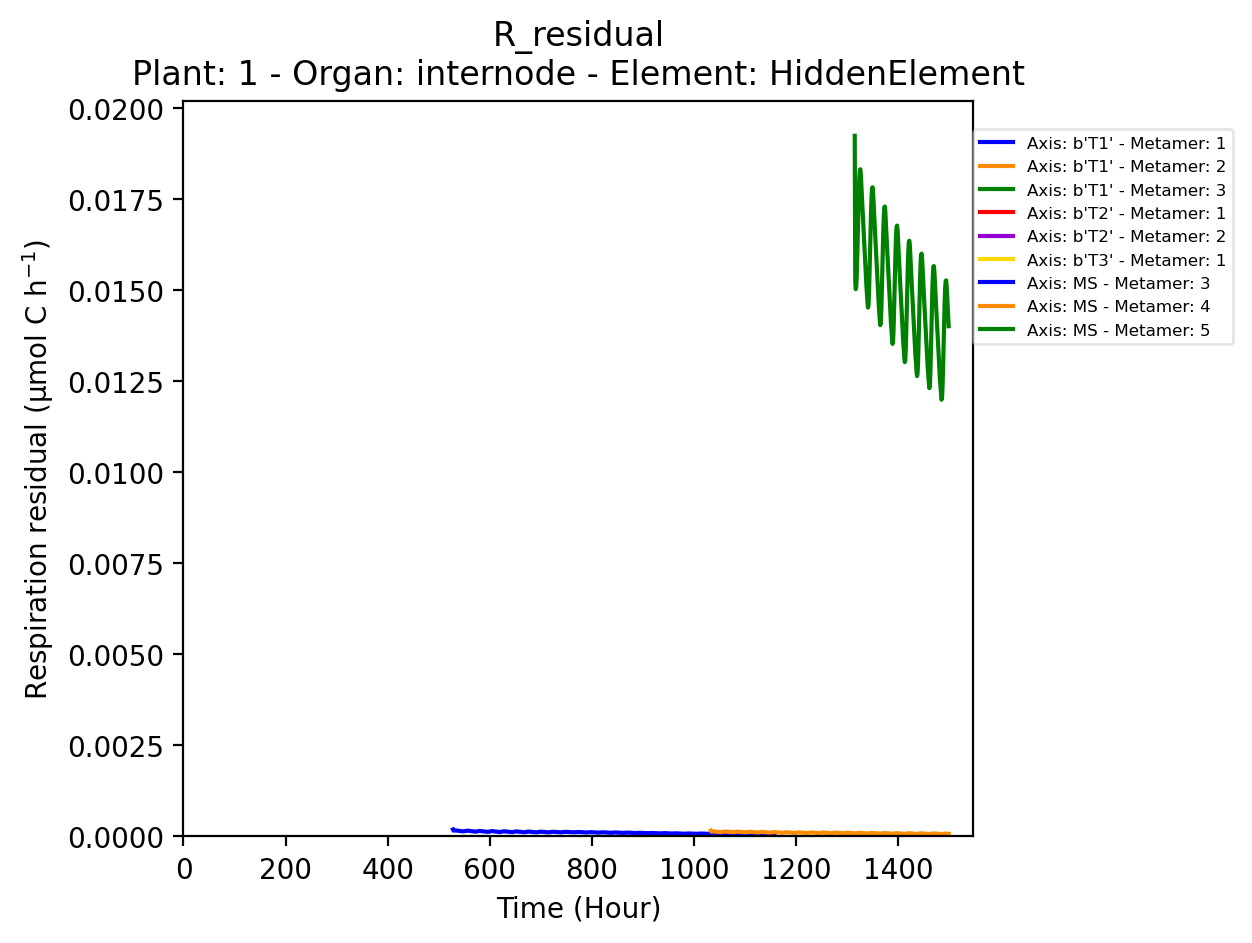 R_residual
Plant: 1 - Organ: internode - Element: HiddenElement
0.0200
0.0175
0.0150
0.0125
0.0100
0.0075
0.0050
0.0025
0.0000
Respiration residual (µmol C h⁻¹)
0
200
400
600
800
1000
1200
1400
Time (Hour)
Axis: b'T1' - Metamer: 1
Axis: b'T1' - Metamer: 2
Axis: b'T1' - Metamer: 3
Axis: b'T2' - Metamer: 1
Axis: b'T2' - Metamer: 2
Axis: b'T3' - Metamer: 1
Axis: MS - Metamer: 3
Axis: MS - Metamer: 4
Axis: MS - Metamer: 5